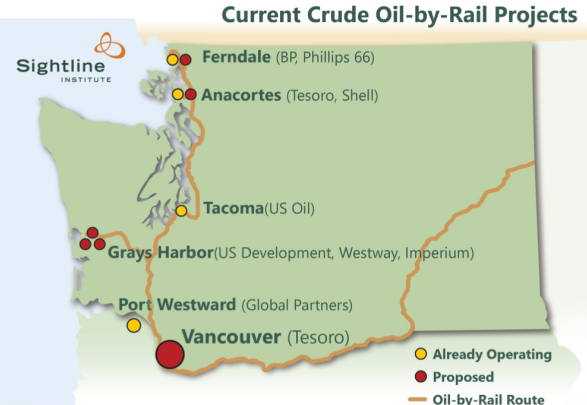 Current Crude Oil-by-Rail Projects
Sightline
INSTITUTE
Ferndale (BP, Phillips 66)
Anacortes (Tesoro, Shell)
Tacoma(US Oil)
Grays Harbor(US Development, Westway, Imperium)
Port Westward (Global Partners)
Vancouver (Tesoro)
Already Operating
Proposed
Oil-by-Rail Route